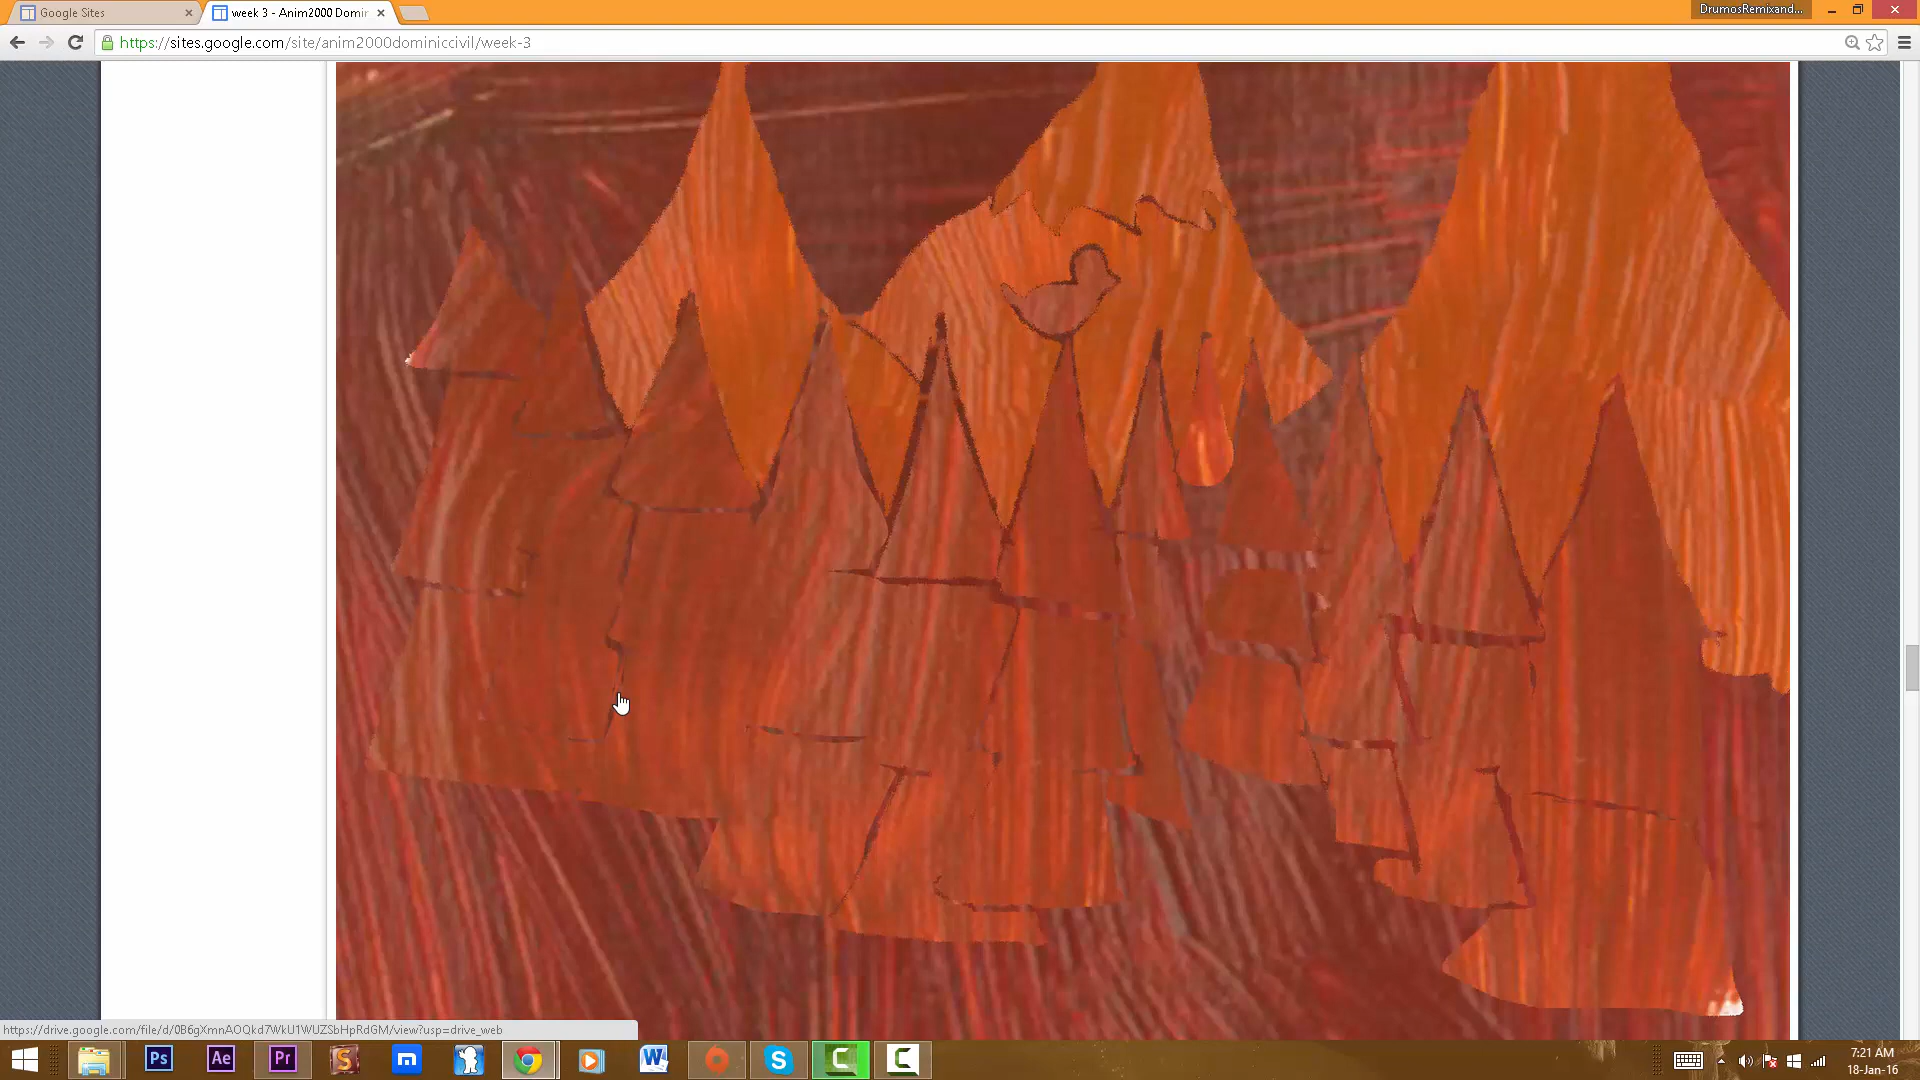 Google Sites
week 3 - Anim2000 Domin
DrumosRemixand...
https://sites.google.com/site/anim2000dominiccivil/week-3
https://drive.google.com/file/d/0B6gXmnAOQkd7WkU1WUZSbHpRdGM/view?usp=drive_web
Ps
Ae
Pr
S
m
W
S
C
C
7:21 AM
18-Jan-16